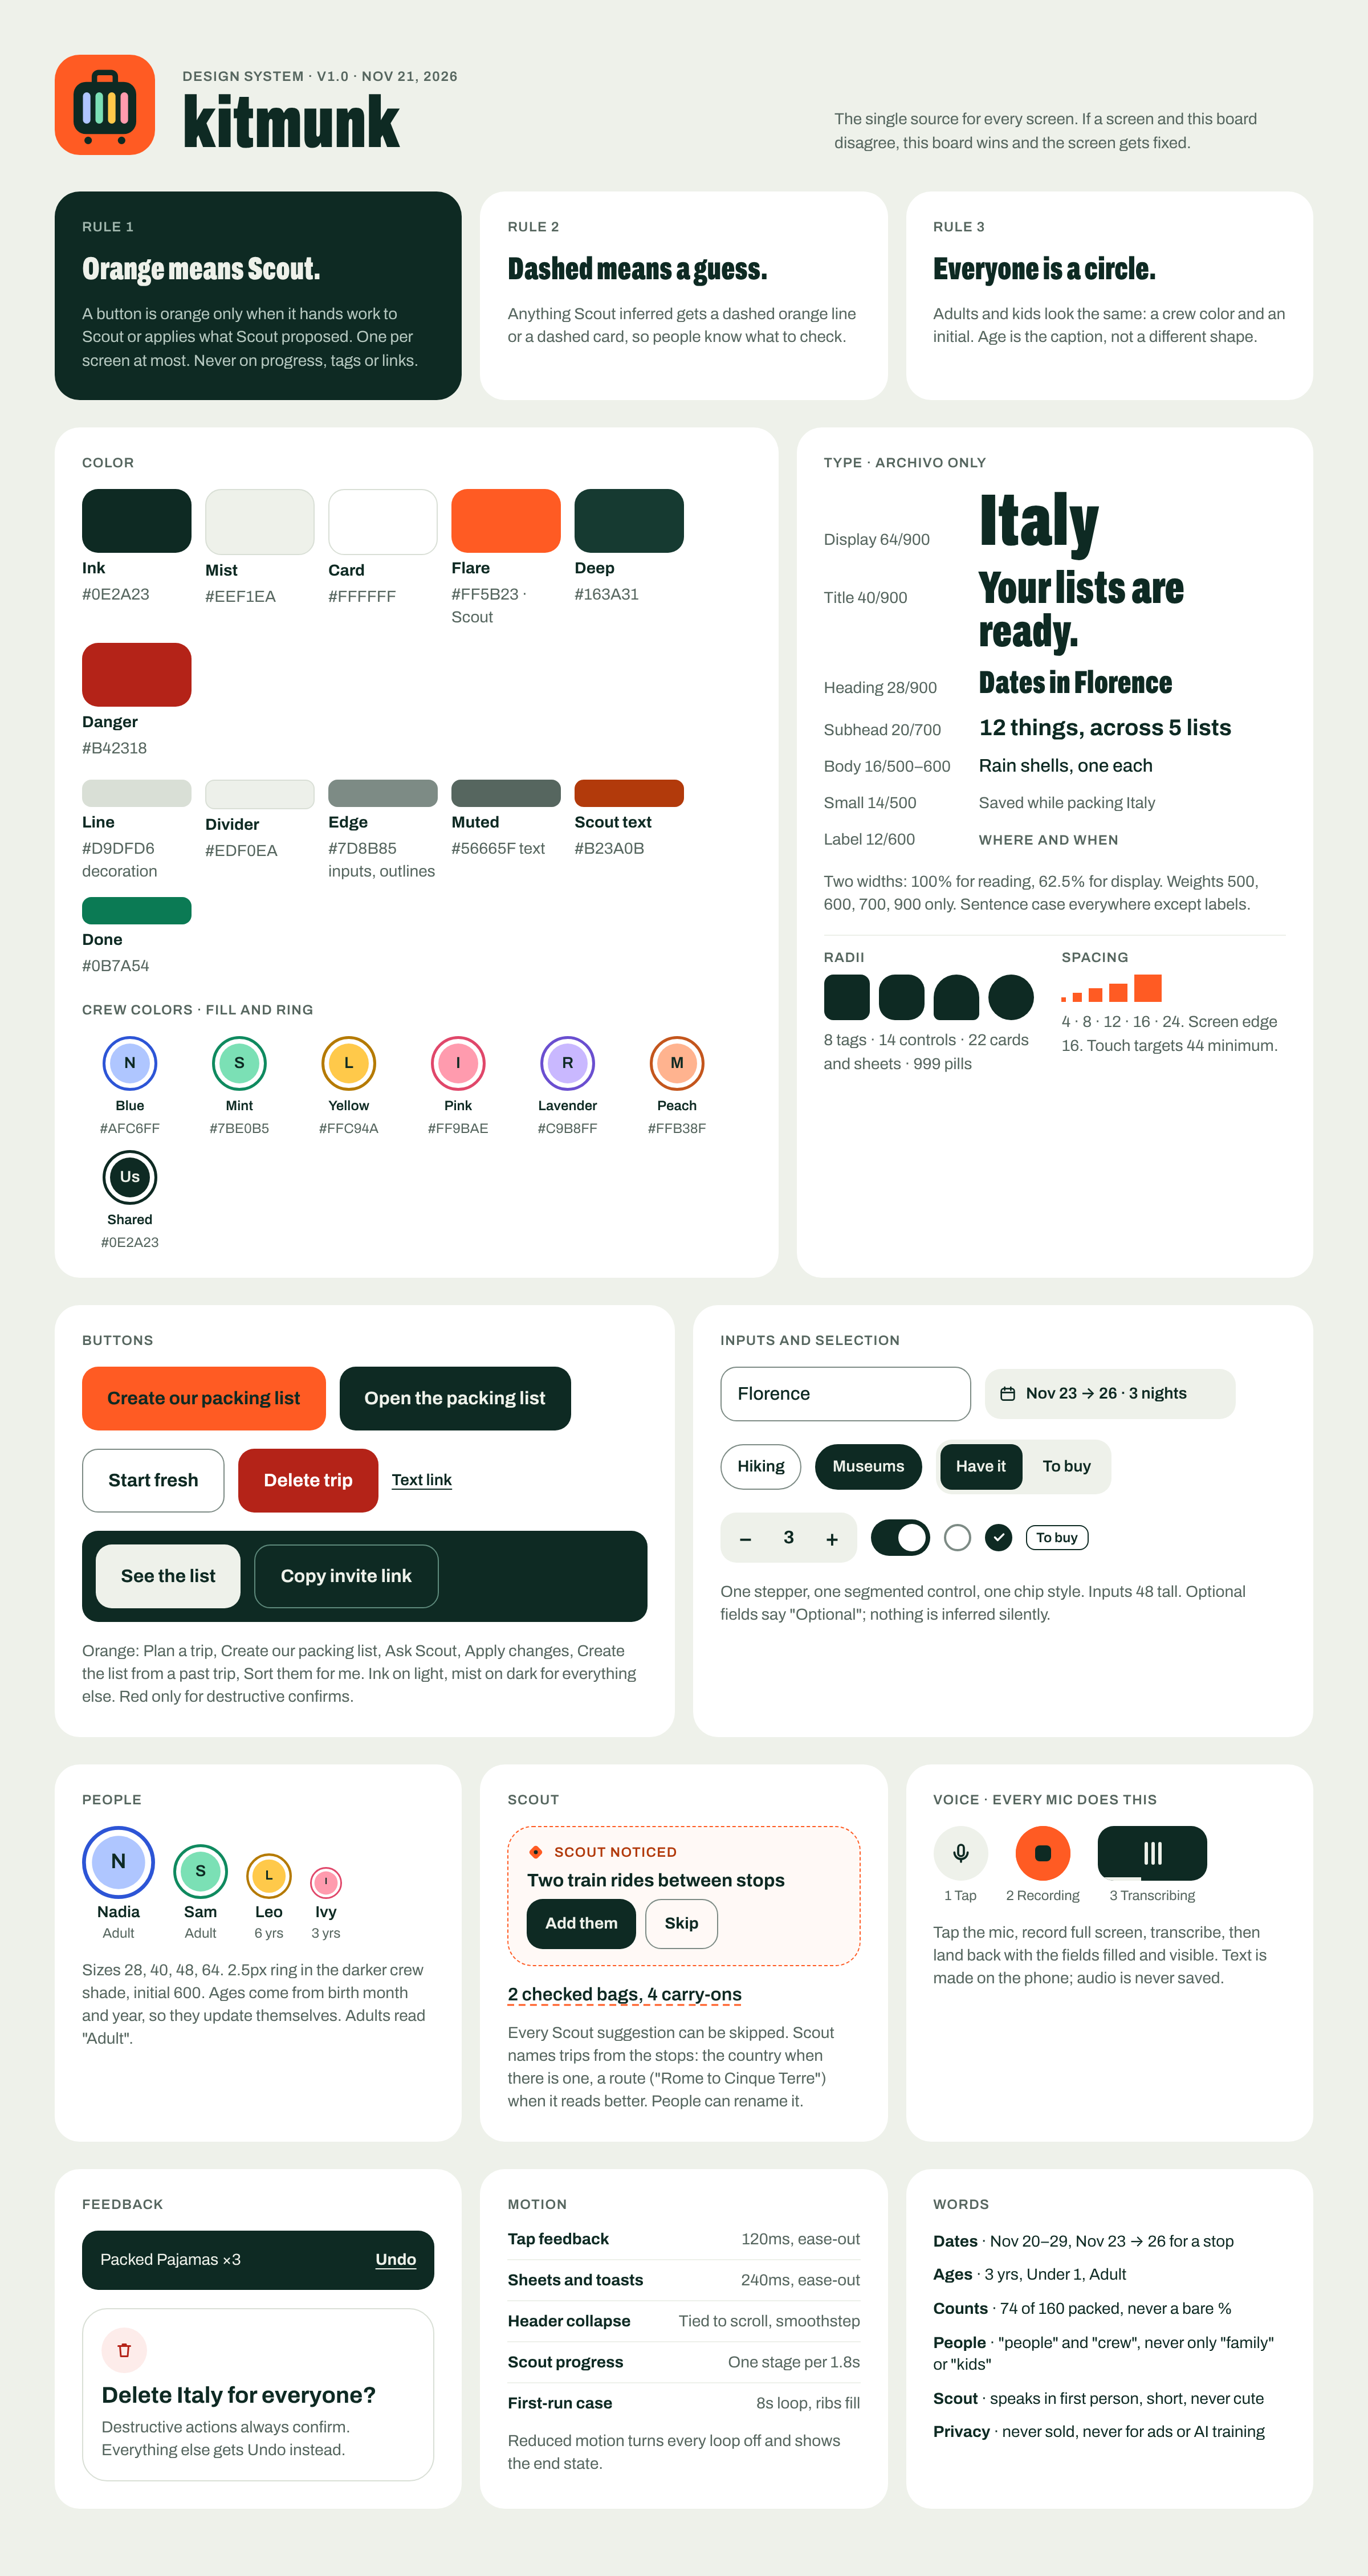 DESIGN SYSTEM · V1.0 · NOV 21, 2026
kitmunk
The single source for every screen. If a screen and this board
disagree, this board wins and the screen gets fixed.
RULE 1
Orange means Scout.
A button is orange only when it hands work to
Scout or applies what Scout proposed. One per
screen at most. Never on progress, tags or links.
RULE 2
Dashed means a guess.
Anything Scout inferred gets a dashed orange line
or a dashed card, so people know what to check.
RULE 3
Everyone is a circle.
Adults and kids look the same: a crew color and an
initial. Age is the caption, not a different shape.
COLOR
Ink
#0E2A23
Mist
#EEF1EA
Card
#FFFFFF
Flare
#FF5B23 ·
Scout
Deep
#163A31
Danger
#B42318
Line
#D9DFD6
decoration
Divider
#EDF0EA
Edge
#7D8B85
inputs, outlines
Muted
#56665F text
Scout text
#B23A0B
Done
#0B7A54
CREW COLORS · FILL AND RING
N
Blue
#AFC6FF
S
Mint
#7BE0B5
L
Yellow
#FFC94A
I
Pink
#FF9BAE
R
Lavender
#C9B8FF
M
Peach
#FFB38F
Us
Shared
#0E2A23
TYPE · ARCHIVO ONLY
Display 64/900
Italy
Title 40/900
Your lists are
ready.
Heading 28/900
Dates in Florence
Subhead 20/700
12 things, across 5 lists
Body 16/500–600
Rain shells, one each
Small 14/500
Saved while packing Italy
Label 12/600
WHERE AND WHEN
Two widths: 100% for reading, 62.5% for display. Weights 500,
600, 700, 900 only. Sentence case everywhere except labels.
RADII
8 tags · 14 controls · 22 cards
and sheets · 999 pills
SPACING
4 · 8 · 12 · 16 · 24. Screen edge
16. Touch targets 44 minimum.
BUTTONS
Create our packing list
Open the packing list
Start fresh
Delete trip
Text link
See the list
Copy invite link
Orange: Plan a trip, Create our packing list, Ask Scout, Apply changes, Create
the list from a past trip, Sort them for me. Ink on light, mist on dark for everything
else. Red only for destructive confirms.
INPUTS AND SELECTION
Florence
Nov 23 → 26 · 3 nights
Hiking
Museums
Have it
To buy
– 3 +
To buy
One stepper, one segmented control, one chip style. Inputs 48 tall. Optional
fields say "Optional"; nothing is inferred silently.
PEOPLE
N
Nadia
Adult
S
Sam
Adult
L
Leo
6 yrs
I
Ivy
3 yrs
Sizes 28, 40, 48, 64. 2.5px ring in the darker crew
shade, initial 600. Ages come from birth month
and year, so they update themselves. Adults read
"Adult".
SCOUT
SCOUT NOTICED
Two train rides between stops
Add them
Skip
2 checked bags, 4 carry-ons
Every Scout suggestion can be skipped. Scout
names trips from the stops: the country when
there is one, a route ("Rome to Cinque Terre")
when it reads better. People can rename it.
VOICE · EVERY MIC DOES THIS
1 Tap
2 Recording
3 Transcribing
Tap the mic, record full screen, transcribe, then
land back with the fields filled and visible. Text is
made on the phone; audio is never saved.
FEEDBACK
Packed Pajamas ×3
Undo
Delete Italy for everyone?
Destructive actions always confirm.
Everything else gets Undo instead.
MOTION
Tap feedback
120ms, ease-out
Sheets and toasts
240ms, ease-out
Header collapse
Tied to scroll, smoothstep
Scout progress
One stage per 1.8s
First-run case
8s loop, ribs fill
Reduced motion turns every loop off and shows
the end state.
WORDS
Dates · Nov 20–29, Nov 23 → 26 for a stop
Ages · 3 yrs, Under 1, Adult
Counts · 74 of 160 packed, never a bare %
People · "people" and "crew", never only "family"
or "kids"
Scout · speaks in first person, short, never cute
Privacy · never sold, never for ads or AI training